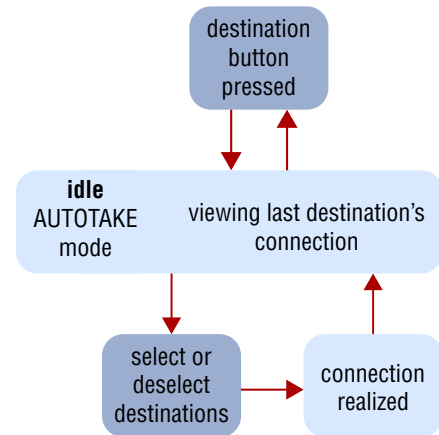 destination
button
pressed
idle
AUTOTAKE
mode
viewing last destination's
connection
select or
deselect
destinations
connection
realized